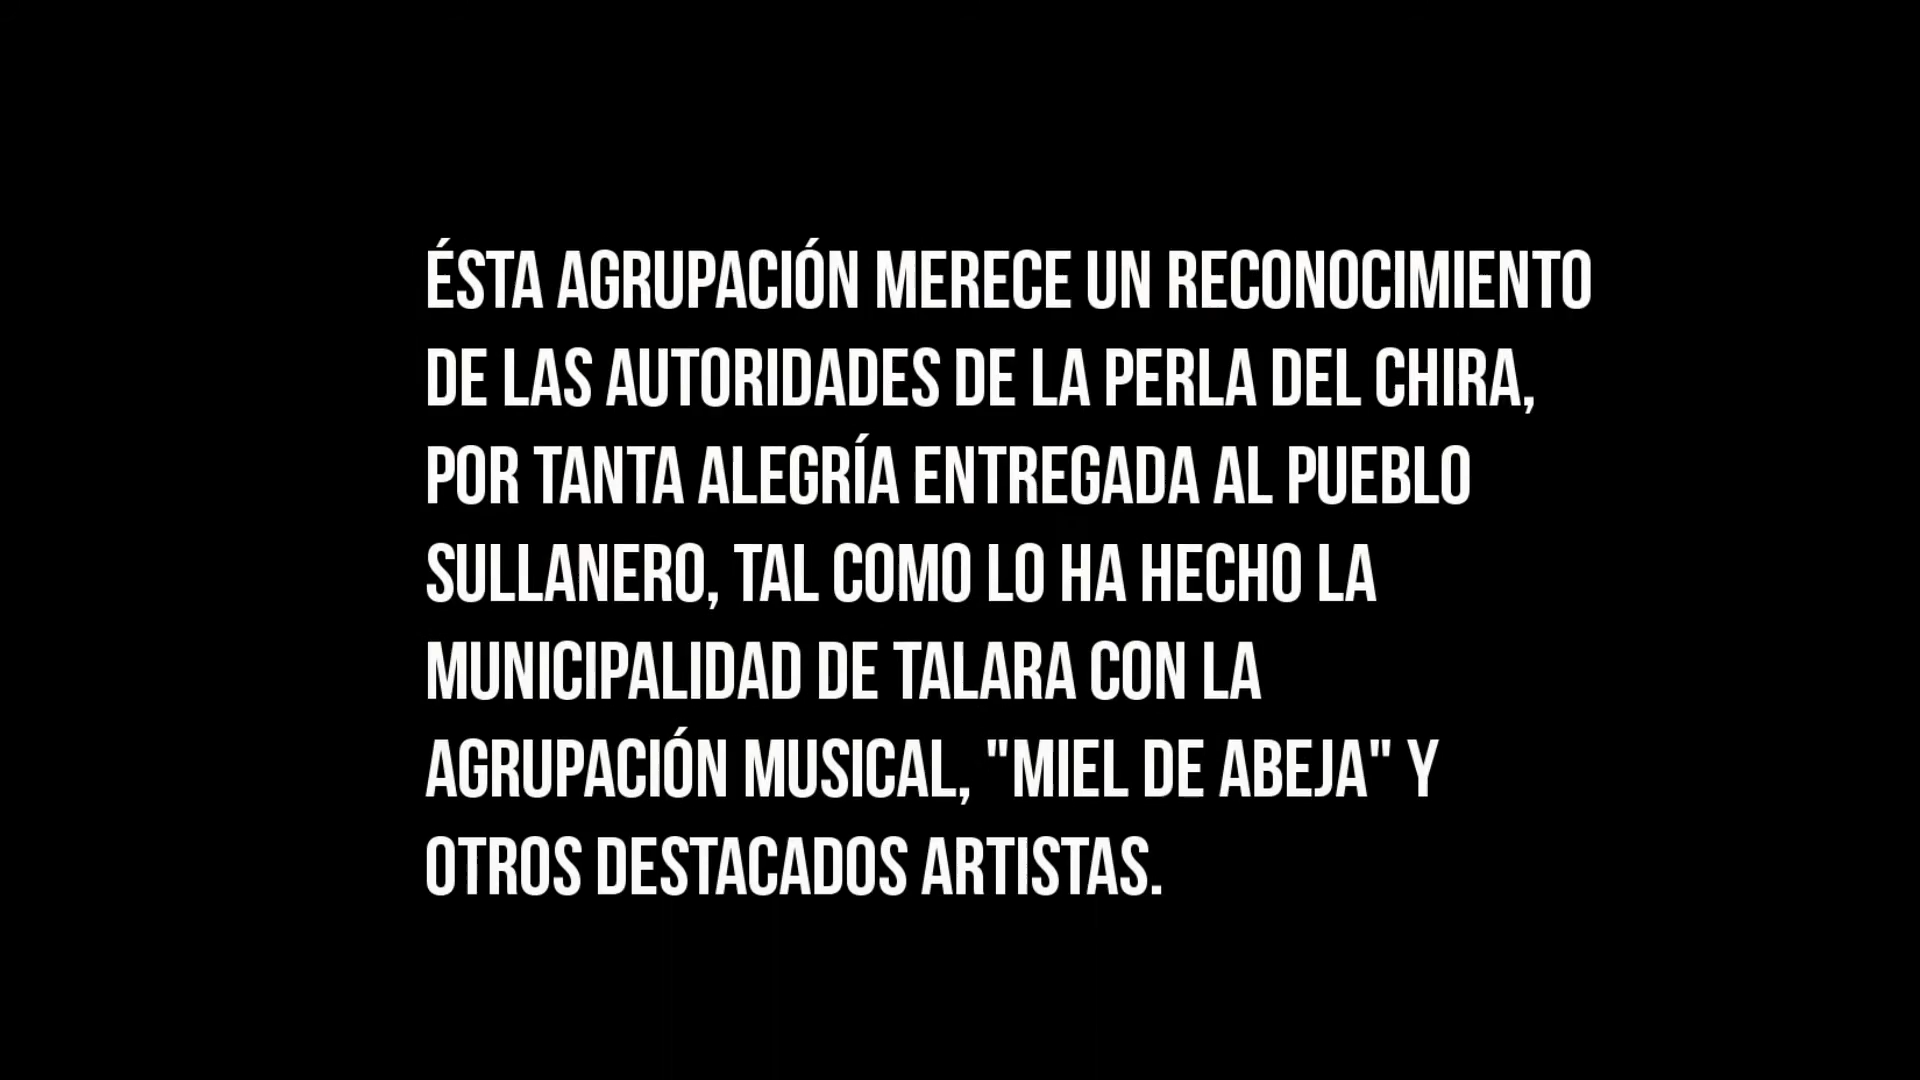 ÉSTA AGRUPACIÓN MERECE UN RECONOCIMIENTO
DE LAS AUTORIDADES DE LA PERLA DEL CHIRA,
POR TANTA ALEGRÍA ENTREGADA AL PUEBLO
SULLANERO, TAL COMO LO HA HECHO LA
MUNICIPALIDAD DE TALARA CON LA
AGRUPACIÓN MUSICAL, "MIEL DE ABEJA" Y
OTROS DESTACADOS ARTISTAS.